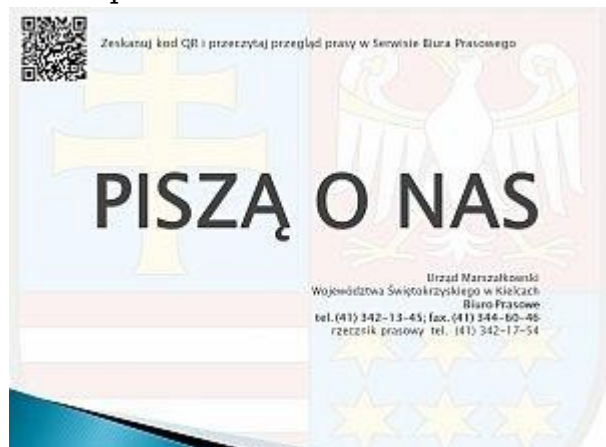 Zeskanuj kod QR i przeczytaj przegląd prasy w Serwisie Biura Prasowego
PISZĄ O NAS
Urząd Marszałkowski
Województwa Świętokrzyskiego w Kielcach
Biuro Prasowe
tel.(41) 342-13-45; fax.(41) 344-60-46
rzecznik prasowy tel. (41) 342-17-54